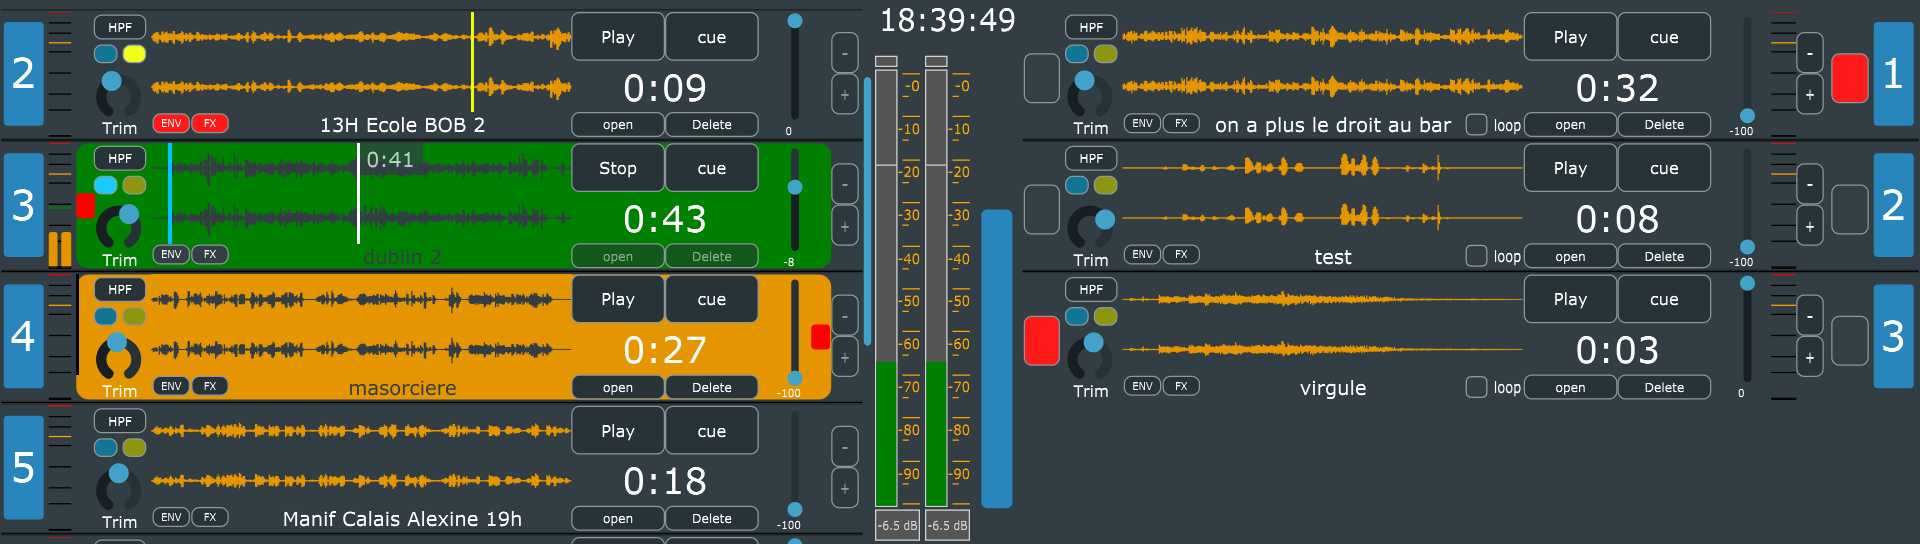 18:39:49
2
HPF
Trim
ENV
FX
13H Ecole BOB 2
Play
cue
0:09
open
Delete
0
-
+
3
HPF
Trim
ENV
FX
0:41
dublin 2
Stop
cue
0:43
open
Delete
-8
-
+
4
HPF
Trim
ENV
FX
masorciere
Play
cue
0:27
open
Delete
-100
-
+
5
HPF
Trim
ENV
FX
Manif Calais Alexine 19h
Play
cue
0:18
open
Delete
-100
-
+
HPF
open
Delete
-0 -0
-10 -10
-20 -20
-30 -30
-40 -40
-50 -50
-60 -60
-70 -70
-80 -80
-90 -90
-6.5 dB -6.5 dB
HPF
Trim
ENV
FX
on a plus le droit au bar
loop
Play
cue
0:32
open
Delete
-100
-
+
1
HPF
Trim
ENV
FX
test
loop
Play
cue
0:08
open
Delete
-100
-
+
2
HPF
Trim
ENV
FX
virgule
loop
Play
cue
0:03
open
Delete
0
-
+
3